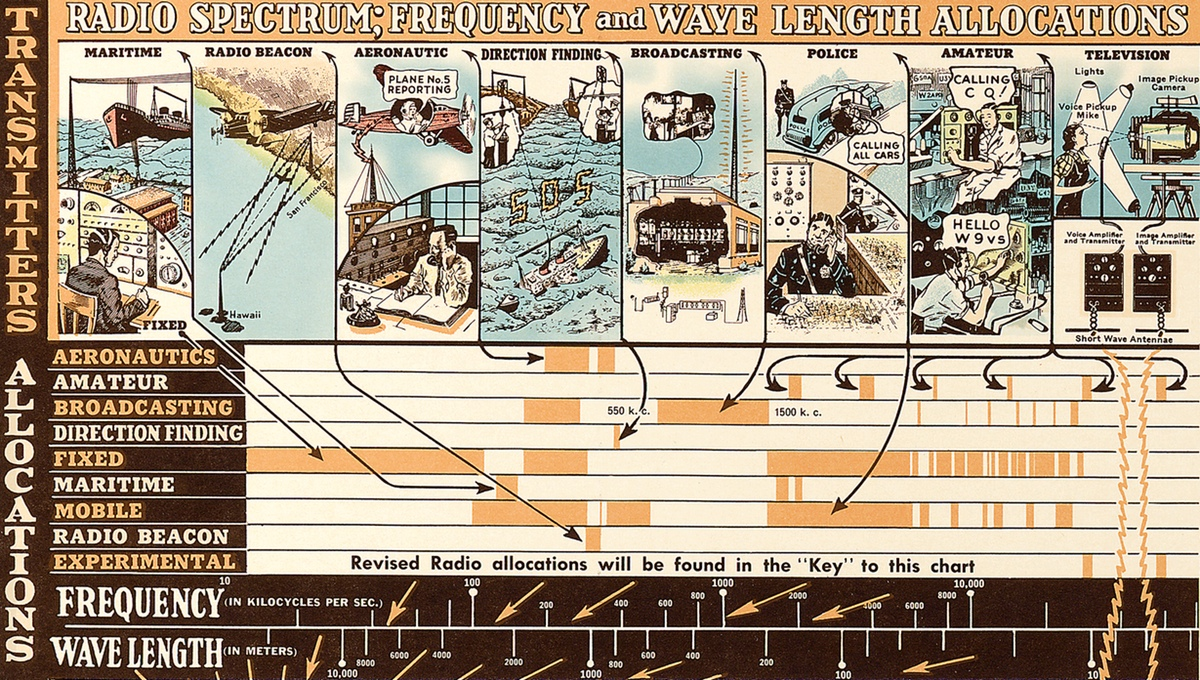 RADIO SPECTRUM; FREQUENCY and WAVE LENGTH ALLOCATIONS
TRANSMITTERS
MARITIME
RADIO BEACON
AERONAUTIC
DIRECTION FINDING
BROADCASTING
POLICE
AMATEUR
TELEVISION
PLANE No.5
REPORTING
CALLING
C Q!
W2APS
Lights
Image Pickup
Camera
Voice Pickup
Mike
CALLING
ALL CARS
San Francisco
SOS
HELLO
W9VS
Voice Amplifier
and Transmitter
Image Amplifier
and Transmitter
Hawaii
FIXED
Short Wave Antennae
ALLOCATIONS
AERONAUTICS
AMATEUR
BROADCASTING
550 k.c.
1500 k.c.
DIRECTION FINDING
FIXED
MARITIME
MOBILE
RADIO BEACON
EXPERIMENTAL
Revised Radio allocations will be found in the "Key" to this chart
FREQUENCY (IN KILOCYCLES PER SEC.)
10
100
200
400
600
800
1000
2000
4000
6000
8000
10,000
WAVE LENGTH (IN METERS)
10,000
8000
6000
4000
2000
1000
800
600
400
200
100
10